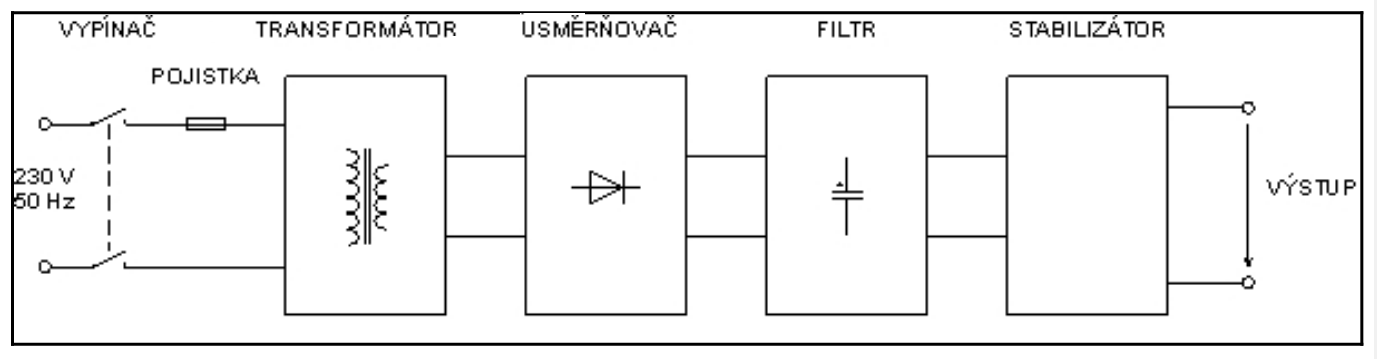 VYPÍNAČ
TRANSFORMÁTOR
USMĚRŇOVAČ
FILTR
STABILIZÁTOR
POJISTKA
230 V
50 Hz
VÝSTUP